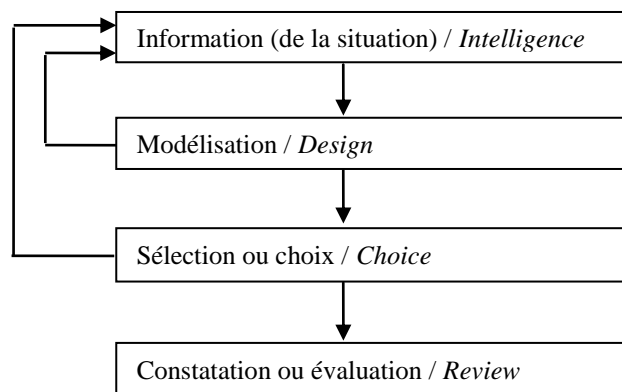 Information (de la situation) / Intelligence
Modélisation / Design
Sélection ou choix / Choice
Constatation ou évaluation / Review